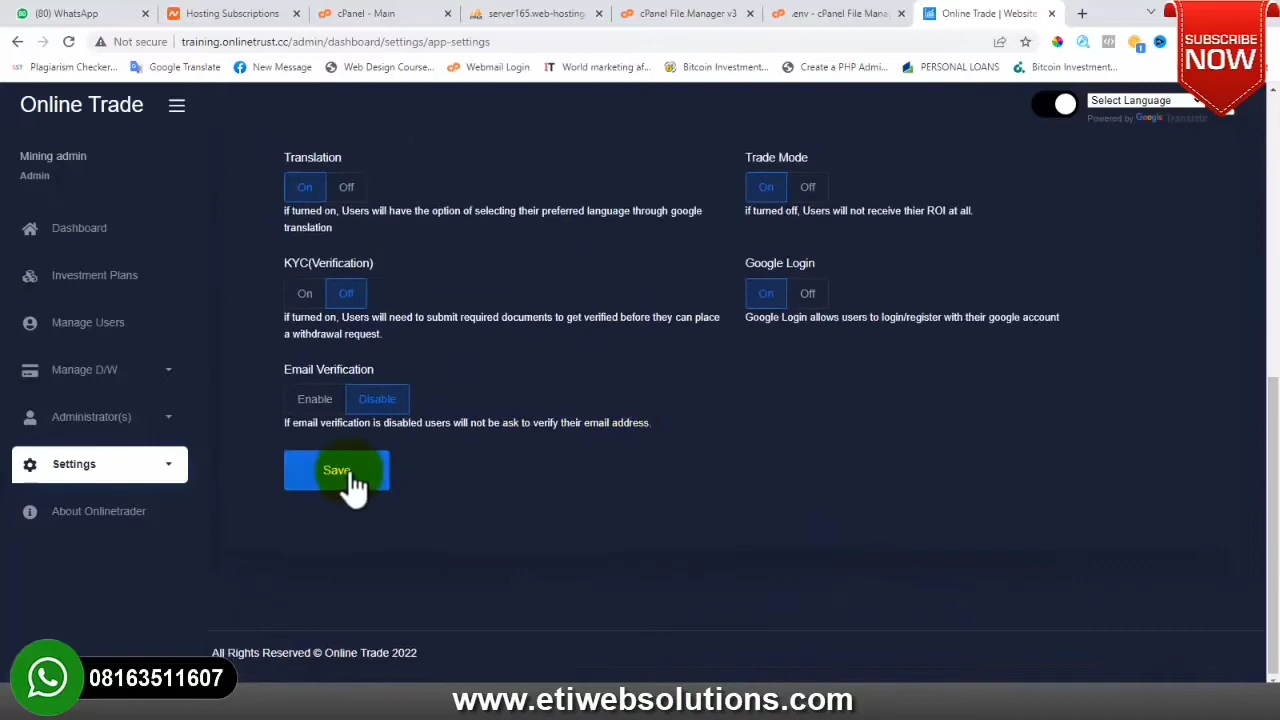 (80) WhatsApp
Hosting Subscriptions
cPanel - Main
server165.web-hosting.
cPanel File Manager v3
.env - cPanel File Mana
Online Trade | Website
Not secure
training.onlinetrust.cc/admin/dashboard/settings/app-settings
SUBSCRIBE
NOW
SST
Plagiarism Checker...
Google Translate
New Message
Web Design Course...
Webmail Login
IT
World marketing af...
Bitcoin Investment...
Create a PHP Admi...
PERSONAL LOANS
Bitcoin Investment...
Online Trade
Select Language
Powered by Google Translate
Mining admin
Admin
Dashboard
Investment Plans
Manage Users
Manage D/W
Administrator(s)
Settings
About Onlinetrader
Translation
On
Off
if turned on, Users will have the option of selecting their preferred language through google
translation
Trade Mode
On
Off
if turned off, Users will not receive thier ROI at all.
KYC(Verification)
On
Off
if turned on, Users will need to submit required documents to get verified before they can place
a withdrawal request.
Google Login
On
Off
Google Login allows users to login/register with their google account
Email Verification
Enable
Disable
If email verification is disabled users will not be ask to verify their email address.
Save
All Rights Reserved © Online Trade 2022
08163511607
www.etiwebsolutions.com